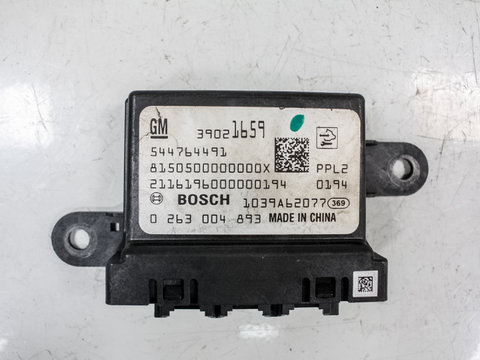 GM 39021659
544764491
8150500000000X PPL2
2116196000000194 0194
BOSCH 1039A62077 369
0 263 004 893 MADE IN CHINA